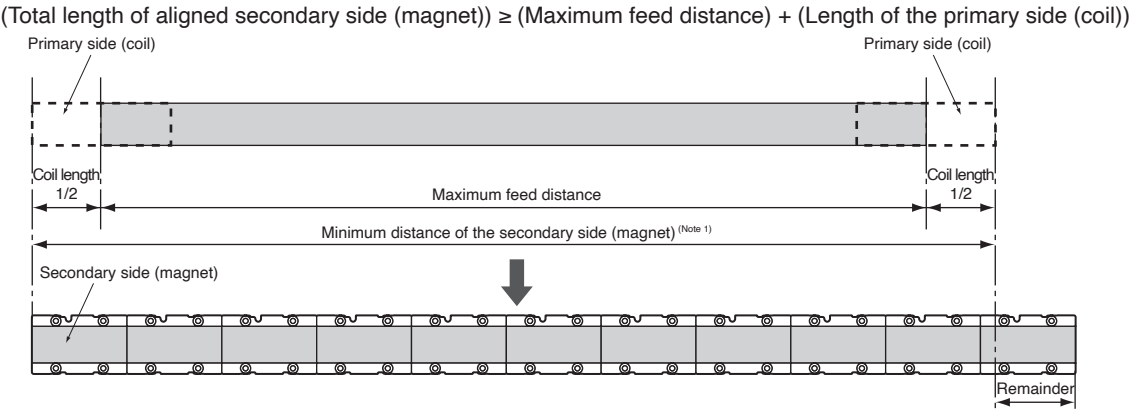 (Total length of aligned secondary side (magnet)) ≥ (Maximum feed distance) + (Length of the primary side (coil))
Primary side (coil)
Primary side (coil)
Coil length
1/2
Maximum feed distance
Coil length
1/2
Minimum distance of the secondary side (magnet) (Note 1)
Secondary side (magnet)
Remainder